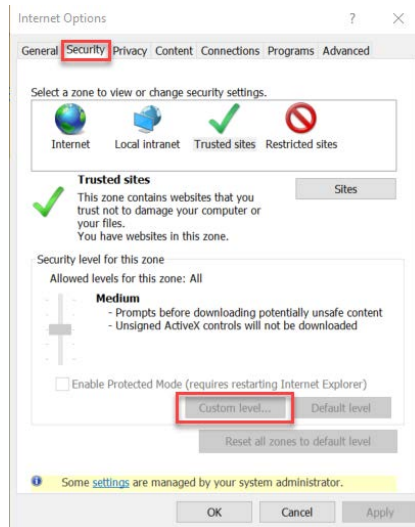 Internet Options ? ×
General Security Privacy Content Connections Programs Advanced
Select a zone to view or change security settings.
Internet Local intranet Trusted sites Restricted sites
Trusted sites
Sites
This zone contains websites that you
trust not to damage your computer or
your files.
You have websites in this zone.
Security level for this zone
Allowed levels for this zone: All
Medium
- Prompts before downloading potentially unsafe content
- Unsigned ActiveX controls will not be downloaded
Enable Protected Mode (requires restarting Internet Explorer)
Custom level... Default level
Reset all zones to default level
Some settings are managed by your system administrator.
OK Cancel Apply